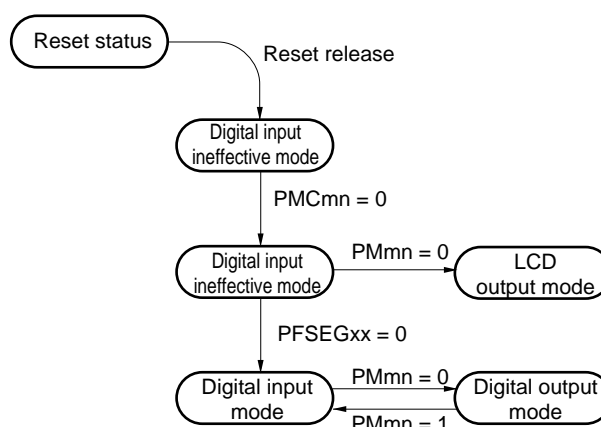 Reset status
Reset release
Digital input
ineffective mode
PMCmn = 0
Digital input
ineffective mode
PMmn = 0
LCD
output mode
PFSEGxx = 0
Digital input
mode
PMmn = 0
PMmn = 1
Digital output
mode